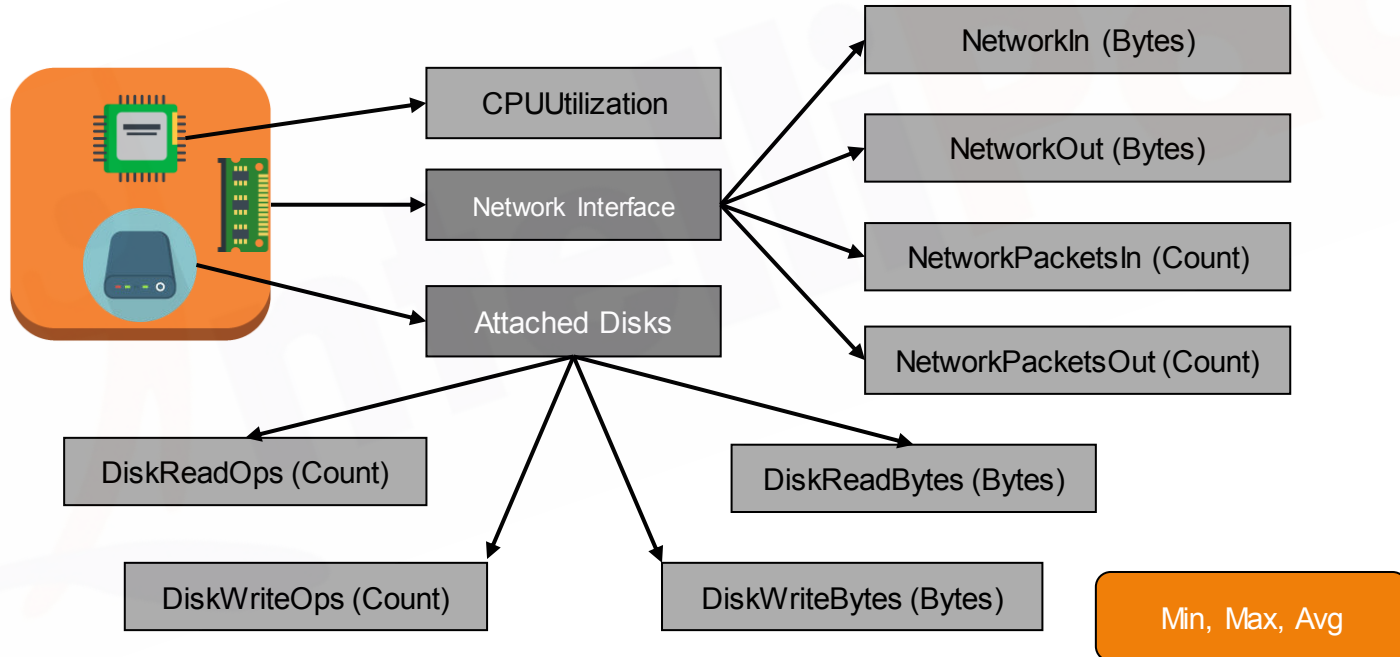 NetworkIn (Bytes)
CPUUtilization
NetworkOut (Bytes)
Network Interface
NetworkPacketsIn (Count)
Attached Disks
NetworkPacketsOut (Count)
DiskReadOps (Count)
DiskReadBytes (Bytes)
DiskWriteOps (Count)
DiskWriteBytes (Bytes)
Min, Max, Avg